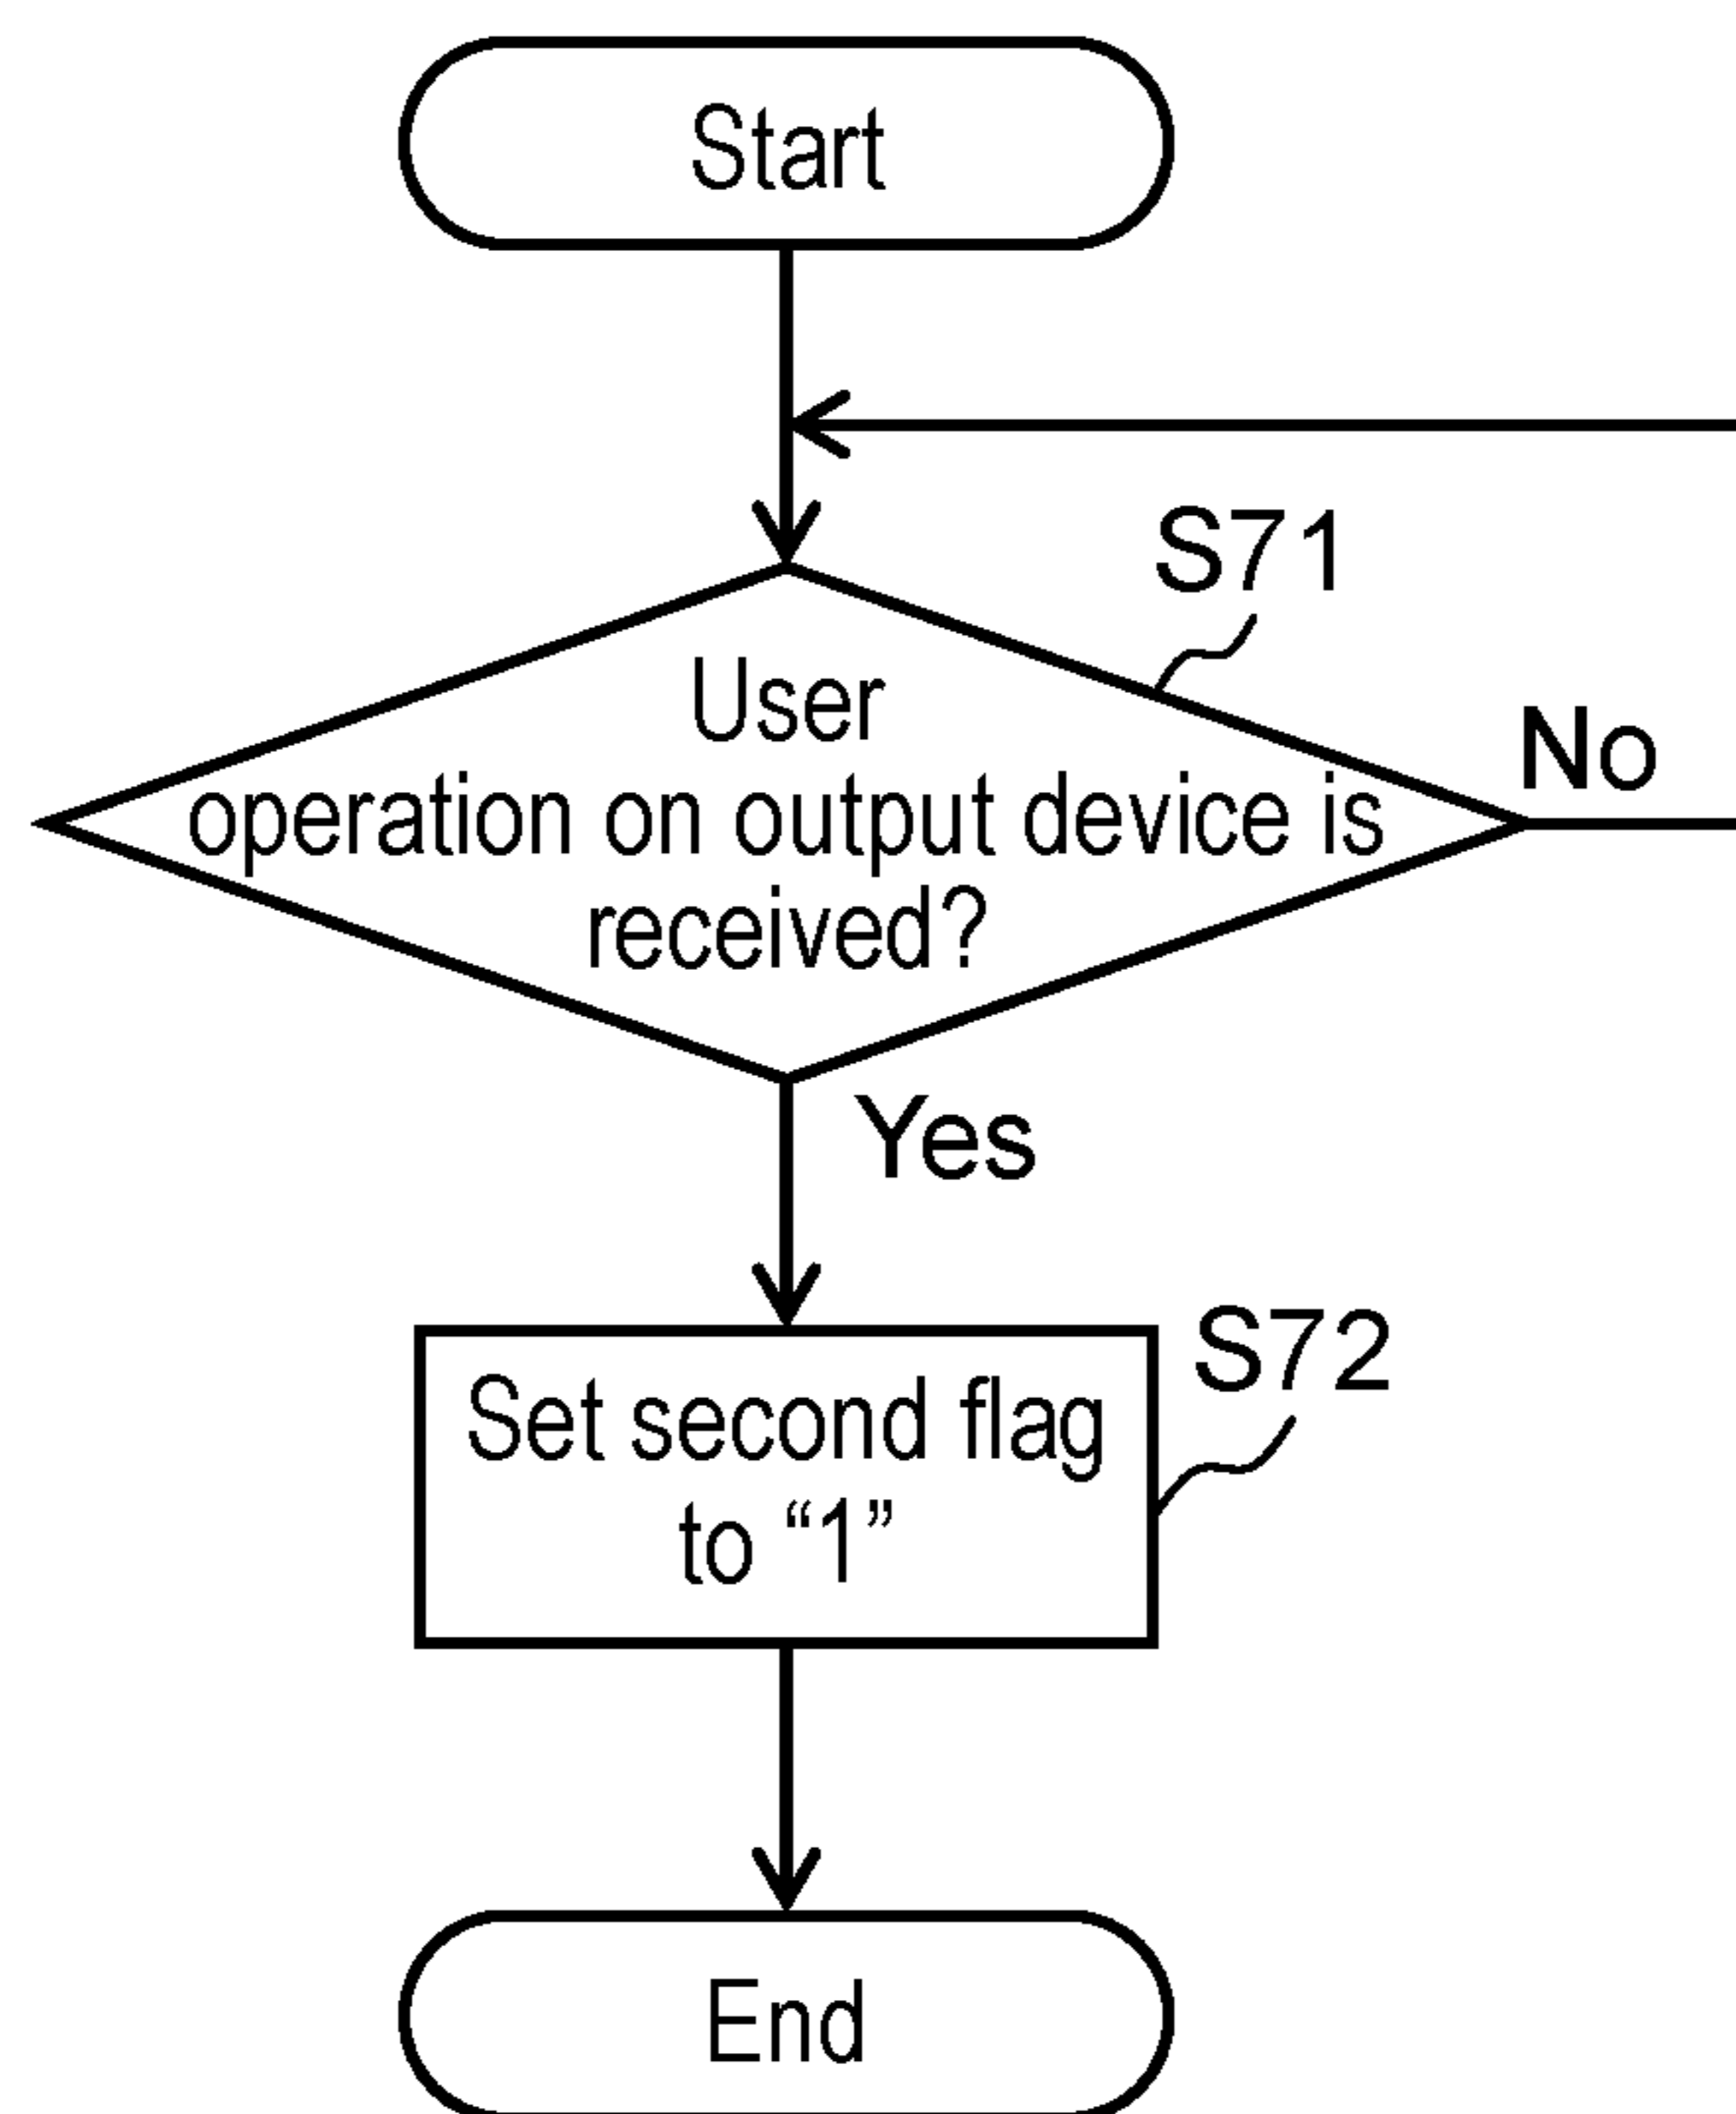 Start
S71
User
operation on output device is
received?
No
Yes
S72
Set second flag
to “1”
End